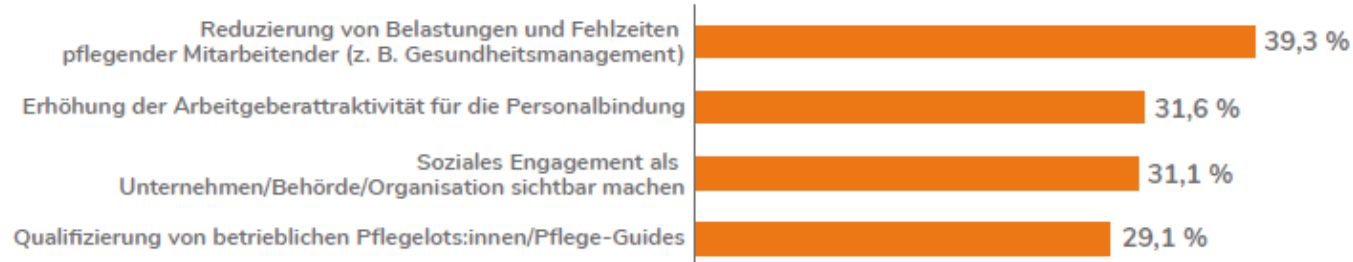 Reduzierung von Belastungen und Fehlzeiten
pflegender Mitarbeitender (z. B. Gesundheitsmanagement)
39,3 %
Erhöhung der Arbeitgeberattraktivität für die Personalbindung
31,6 %
Soziales Engagement als
Unternehmen/Behörde/Organisation sichtbar machen
31,1 %
Qualifizierung von betrieblichen Pflegelots:innen/Pflege-Guides
29,1 %